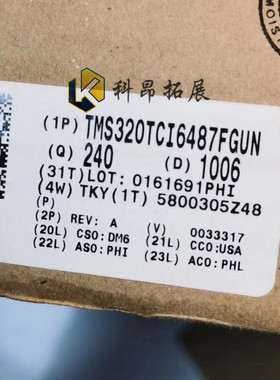 科昂拓展
(1P) TMS320TCI6487FGUN
(Q) 240 (D) 1006
(31T)LOT: 0161691PHI
(4W) TKY(1T) 5800305Z48
(P)
(2P) REV: A (V) 0033317
(20L) CSO:DM6 (21L) CCO:USA
(22L) ASO:PHI (23L) ACO:PHL